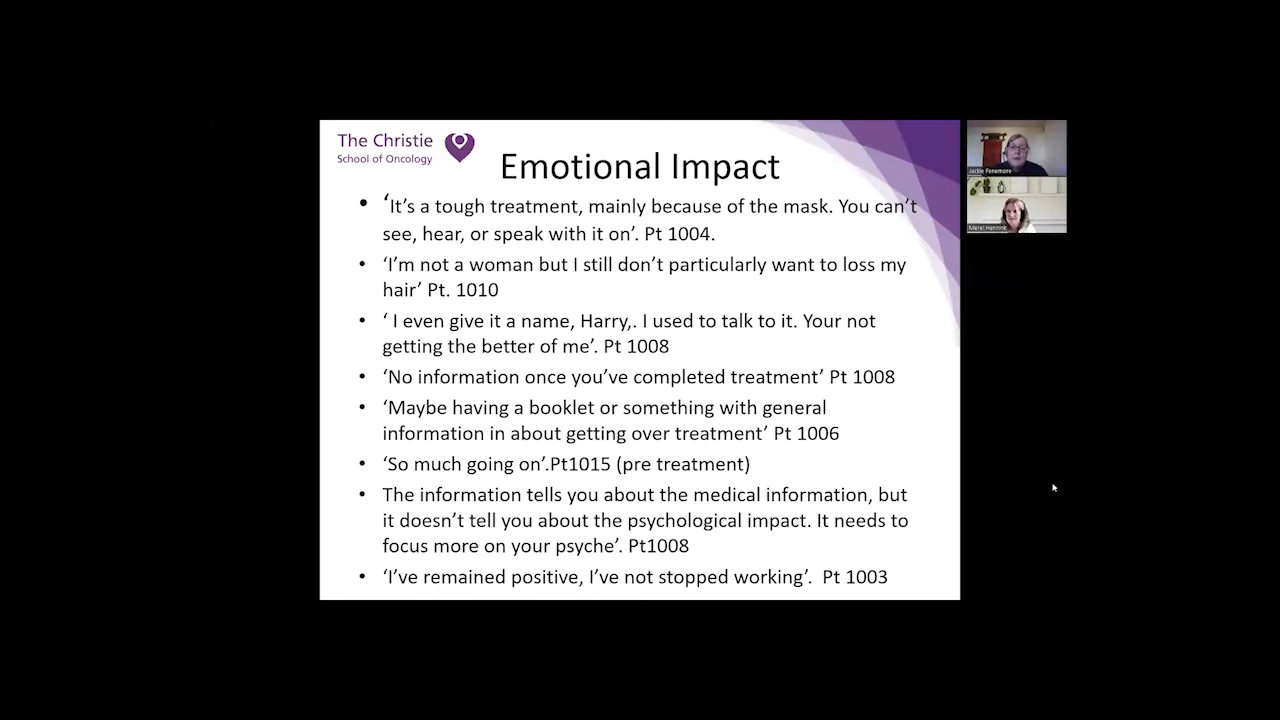 The Christie
School of Oncology
Emotional Impact
• ‘It’s a tough treatment, mainly because of the mask. You can’t
see, hear, or speak with it on’. Pt 1004.
• ‘I’m not a woman but I still don’t particularly want to loss my
hair’ Pt. 1010
• ‘ I even give it a name, Harry,. I used to talk to it. Your not
getting the better of me’. Pt 1008
• ‘No information once you’ve completed treatment’ Pt 1008
• ‘Maybe having a booklet or something with general
information in about getting over treatment’ Pt 1006
• ‘So much going on’.Pt1015 (pre treatment)
• The information tells you about the medical information, but
it doesn’t tell you about the psychological impact. It needs to
focus more on your psyche’. Pt1008
• ‘I’ve remained positive, I’ve not stopped working’.  Pt 1003
Jackie Fenemore
Merel Hennink